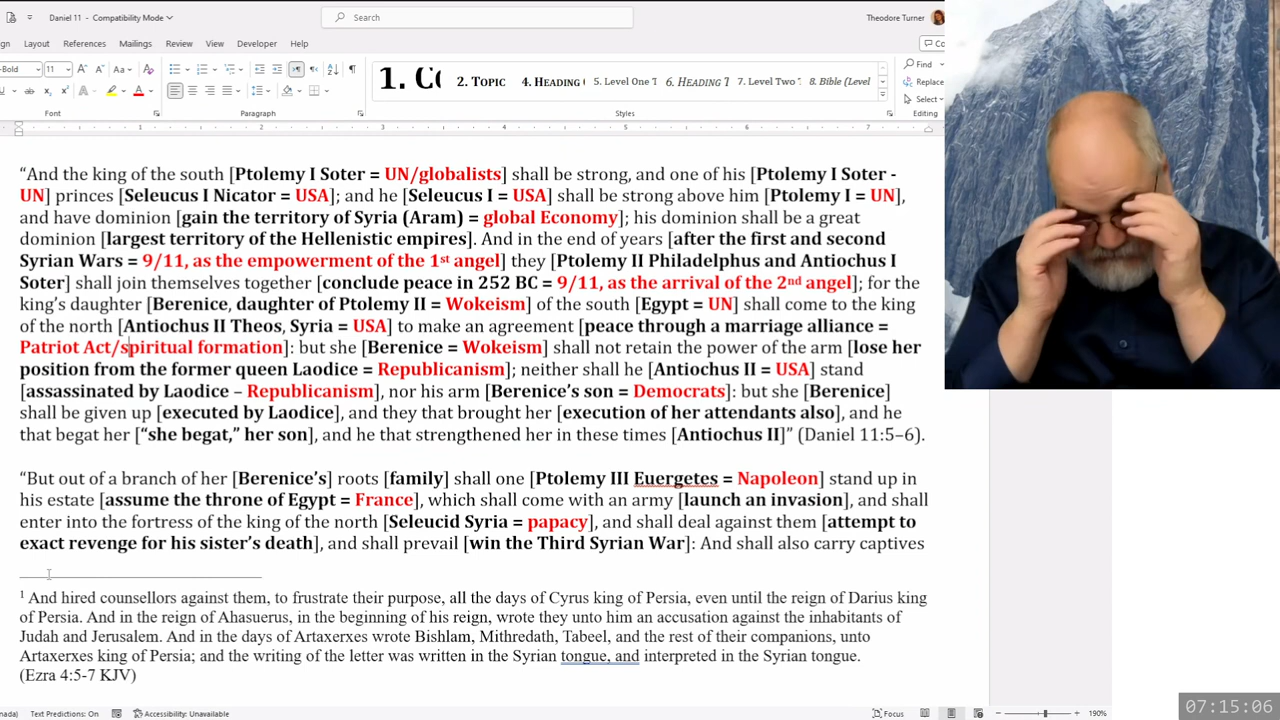 Daniel 11 - Compatibility Mode
Search
Theodore Turner
Layout References Mailings Review View Developer Help
Bold 11 Aa
1. Co 2. Topic 4. Heading 5. Level One T 6. Heading T 7. Level Two T 8. Bible (Level
Find
Replace
Select
Font Paragraph Styles Editing
1 2 3 4 5 6 7
“And the king of the south [Ptolemy I Soter = UN/globalists] shall be strong, and one of his [Ptolemy I Soter -
UN] princes [Seleucus I Nicator = USA]; and he [Seleucus I = USA] shall be strong above him [Ptolemy I = UN],
and have dominion [gain the territory of Syria (Aram) = global Economy]; his dominion shall be a great
dominion [largest territory of the Hellenistic empires]. And in the end of years [after the first and second
Syrian Wars = 9/11, as the empowerment of the 1st angel] they [Ptolemy II Philadelphus and Antiochus I
Soter] shall join themselves together [conclude peace in 252 BC = 9/11, as the arrival of the 2nd angel]; for the
king’s daughter [Berenice, daughter of Ptolemy II = Wokeism] of the south [Egypt = UN] shall come to the king
of the north [Antiochus II Theos, Syria = USA] to make an agreement [peace through a marriage alliance =
Patriot Act/spiritual formation]: but she [Berenice = Wokeism] shall not retain the power of the arm [lose her
position from the former queen Laodice = Republicanism]; neither shall he [Antiochus II = USA] stand
[assassinated by Laodice – Republicanism], nor his arm [Berenice’s son = Democrats]: but she [Berenice]
shall be given up [executed by Laodice], and they that brought her [execution of her attendants also], and he
that begat her [“she begat,” her son], and he that strengthened her in these times [Antiochus II]” (Daniel 11:5–6).
“But out of a branch of her [Berenice’s] roots [family] shall one [Ptolemy III Euergetes = Napoleon] stand up in
his estate [assume the throne of Egypt = France], which shall come with an army [launch an invasion], and shall
enter into the fortress of the king of the north [Seleucid Syria = papacy], and shall deal against them [attempt to
exact revenge for his sister’s death], and shall prevail [win the Third Syrian War]: And shall also carry captives
1 And hired counsellors against them, to frustrate their purpose, all the days of Cyrus king of Persia, even until the reign of Darius king
of Persia. And in the reign of Ahasuerus, in the beginning of his reign, wrote they unto him an accusation against the inhabitants of
Judah and Jerusalem. And in the days of Artaxerxes wrote Bishlam, Mithredath, Tabeel, and the rest of their companions, unto
Artaxerxes king of Persia; and the writing of the letter was written in the Syrian tongue, and interpreted in the Syrian tongue.
(Ezra 4:5-7 KJV)
Text Predictions: On Accessibility: Unavailable Focus 190%
07:15:06